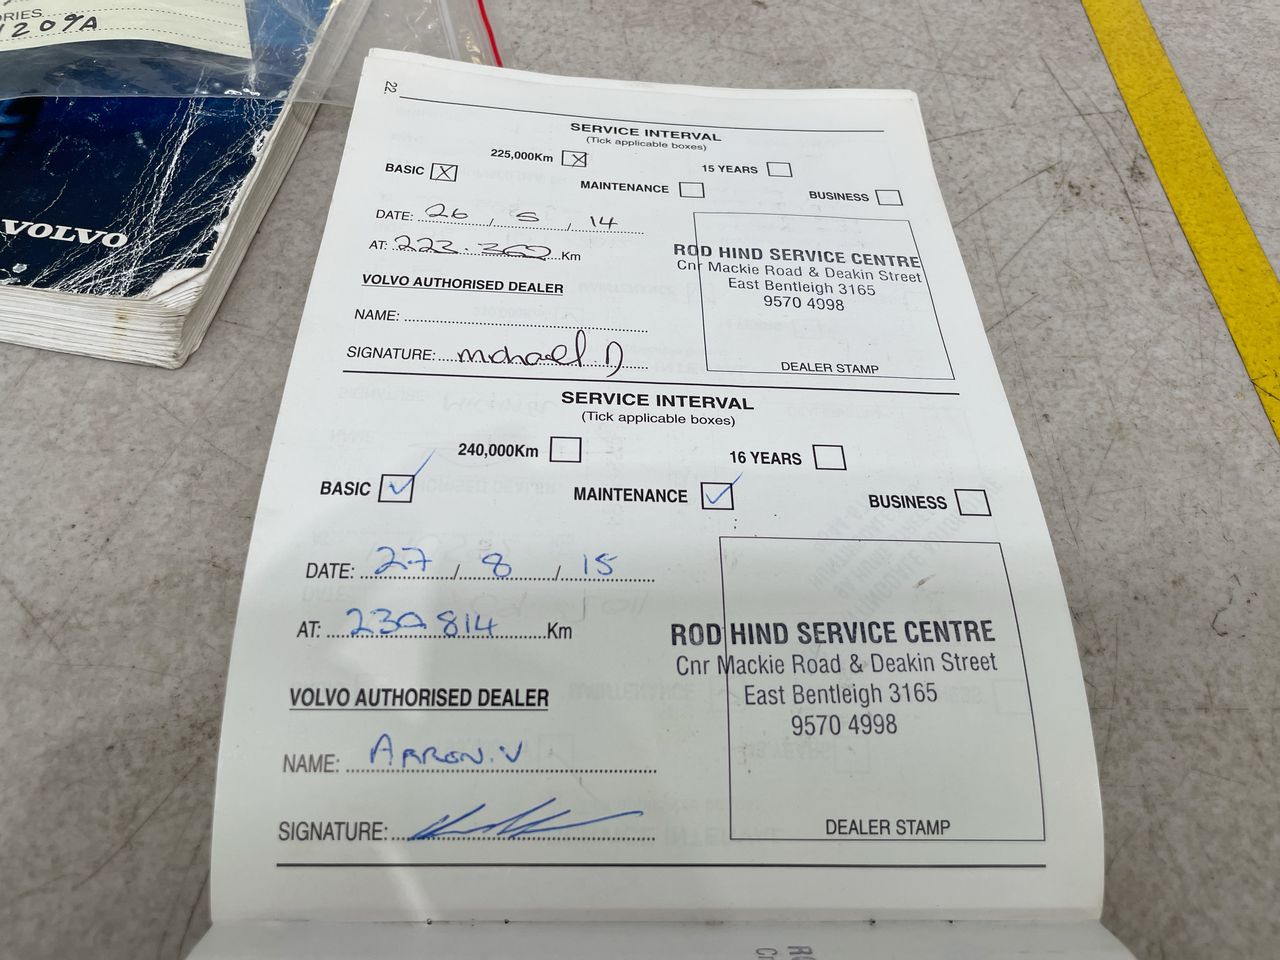 ORIES
1209A
VOLVO
22.
SERVICE INTERVAL
(Tick applicable boxes)
225,000Km
15 YEARS
BASIC
MAINTENANCE
BUSINESS
DATE: 26 / 5 / 14
AT: 223.360 Km
VOLVO AUTHORISED DEALER
NAME:
SIGNATURE: michael D
ROD HIND SERVICE CENTRE
Cnr Mackie Road & Deakin Street
East Bentleigh 3165
9570 4998
DEALER STAMP
SERVICE INTERVAL
(Tick applicable boxes)
240,000Km
16 YEARS
BASIC
MAINTENANCE
BUSINESS
DATE: 27 / 8 / 15
AT: 230814 Km
VOLVO AUTHORISED DEALER
NAME: ARRON.V
SIGNATURE:
ROD HIND SERVICE CENTRE
Cnr Mackie Road & Deakin Street
East Bentleigh 3165
9570 4998
DEALER STAMP